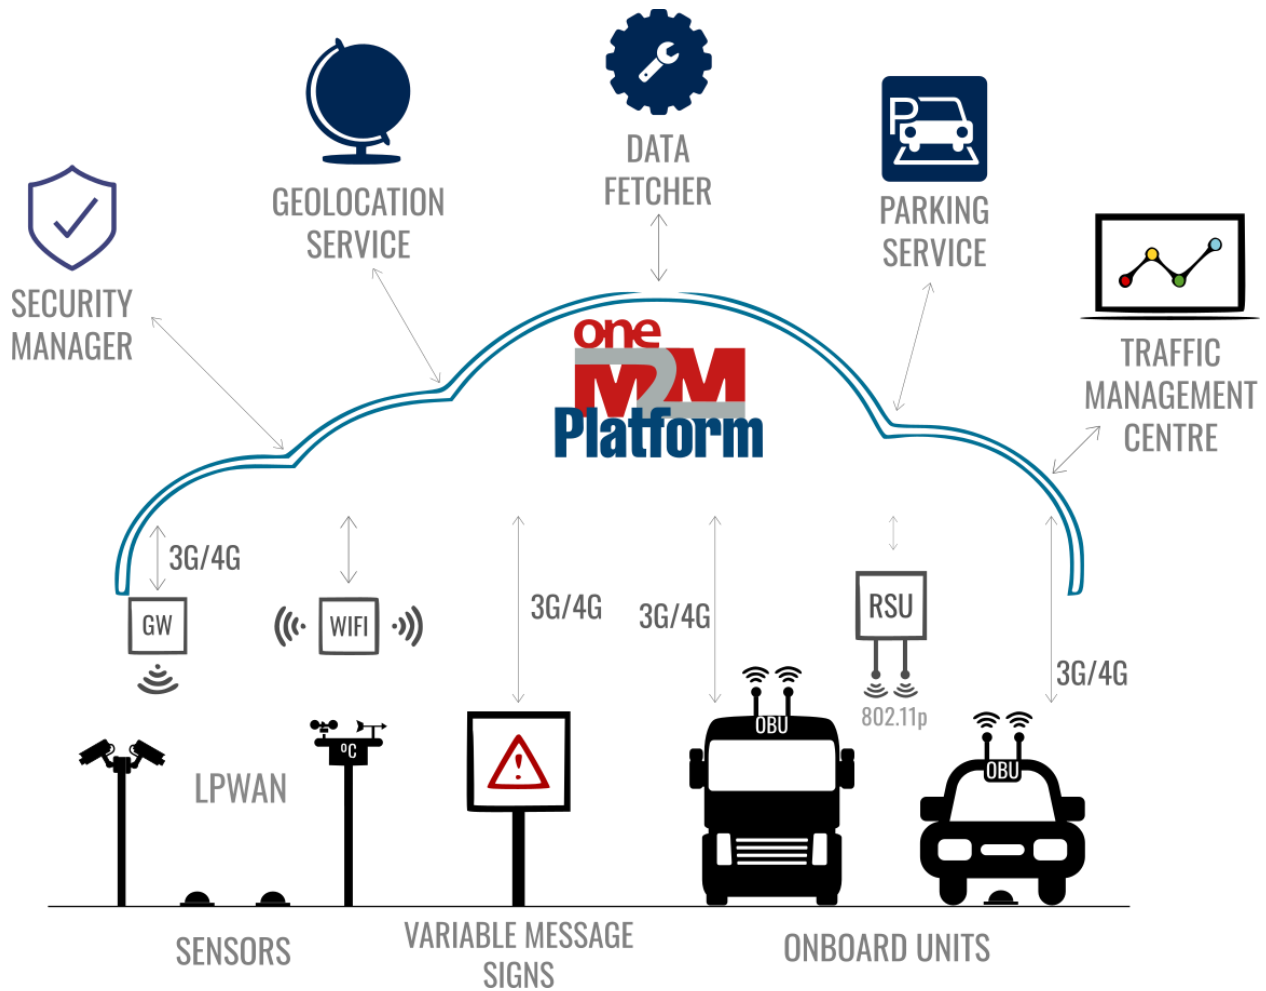 DATA
FETCHER
GEOLOCATION
SERVICE
P
PARKING
SERVICE
SECURITY
MANAGER
TRAFFIC
MANAGEMENT
CENTRE
one
M2M
Platform
3G/4G
GW
WIFI
3G/4G
3G/4G
RSU
802.11p
3G/4G
OBU
OBU
ºC
LPWAN
!
SENSORS
VARIABLE MESSAGE
SIGNS
ONBOARD UNITS